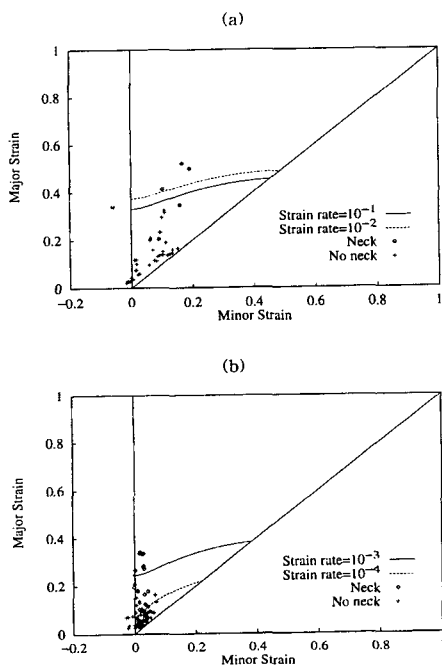 (a)
1
0.8
0.6
0.4
0.2
0
Major Strain
Strain rate=10⁻¹
Strain rate=10⁻²
Neck
No neck
−0.2 0 0.2 0.4 0.6 0.8 1
Minor Strain
(b)
1
0.8
0.6
0.4
0.2
0
Major Strain
Strain rate=10⁻³
Strain rate=10⁻⁴
Neck
No neck
−0.2 0 0.2 0.4 0.6 0.8 1
Minor Strain